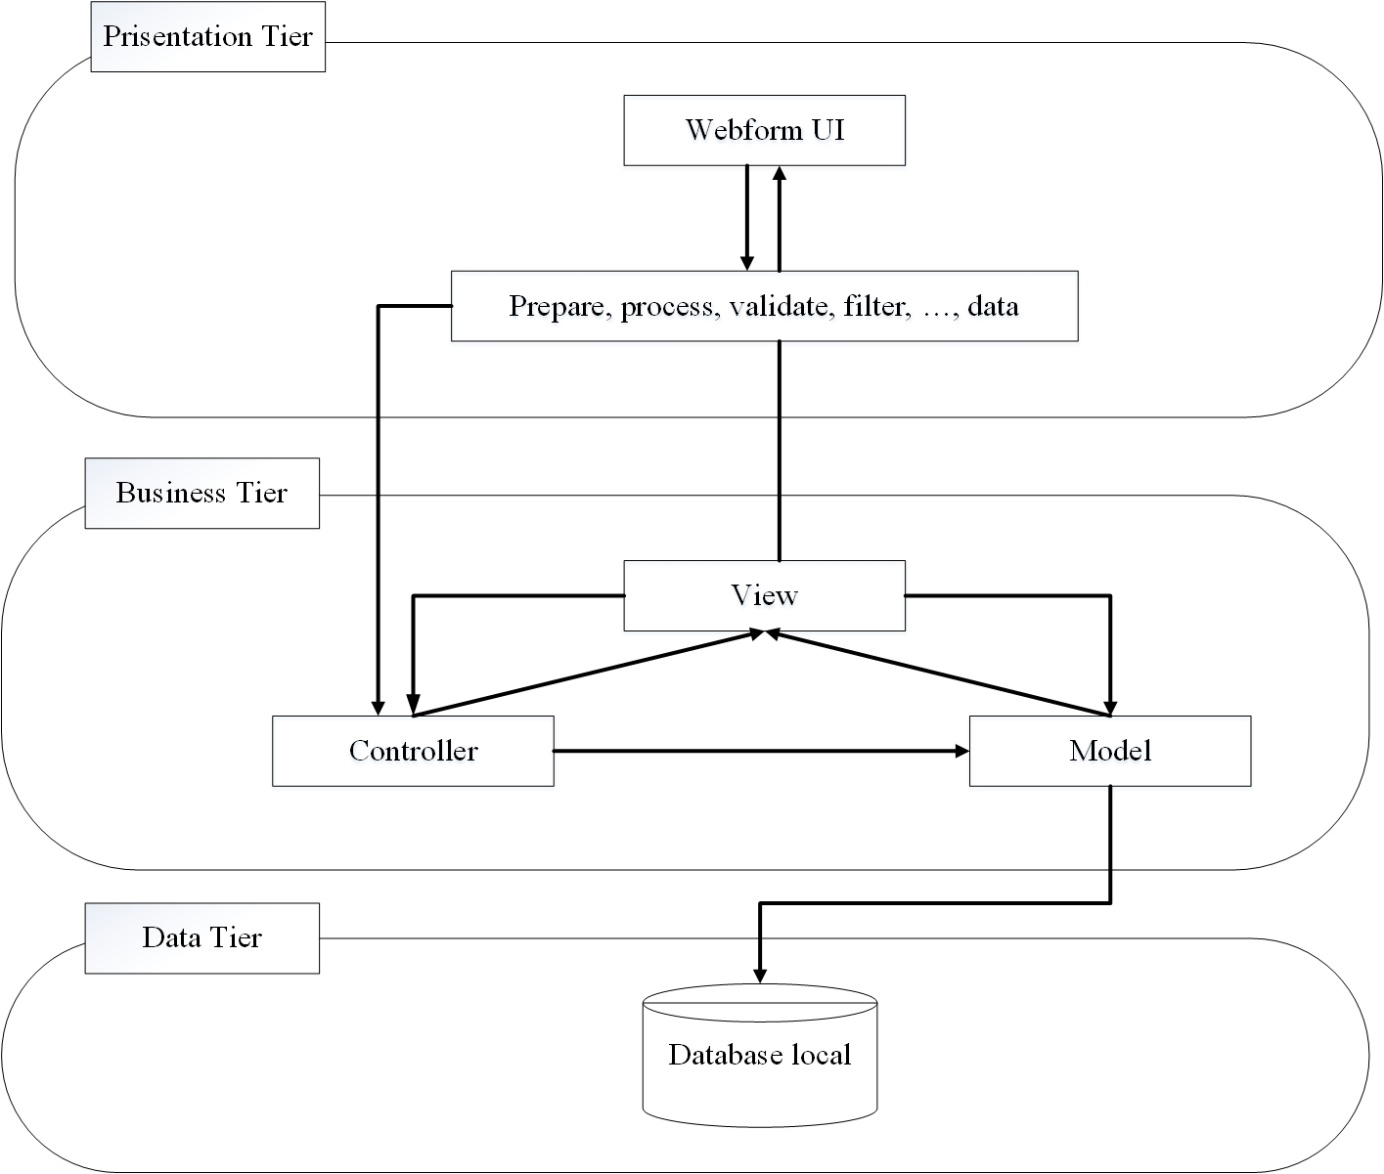 Prisentation Tier
Webform UI
Prepare, process, validate, filter, …, data
Business Tier
View
Controller
Model
Data Tier
Database local